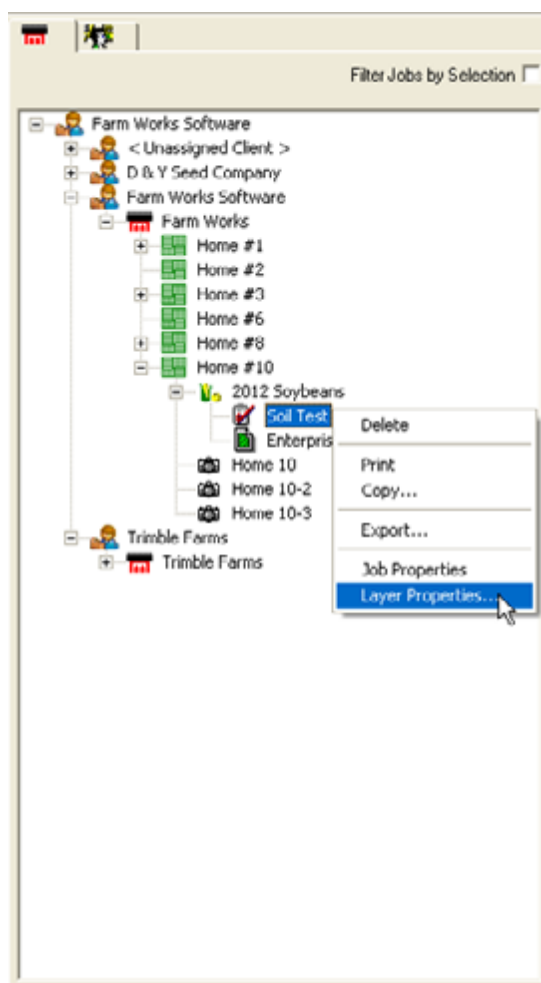 Filter Jobs by Selection
Farm Works Software
< Unassigned Client >
D & Y Seed Company
Farm Works Software
Farm Works
Home #1
Home #2
Home #3
Home #6
Home #8
Home #10
2012 Soybeans
Soil Test
Enterpris
Home 10
Home 10-2
Home 10-3
Trimble Farms
Trimble Farms
Delete
Print
Copy...
Export...
Job Properties
Layer Properties...